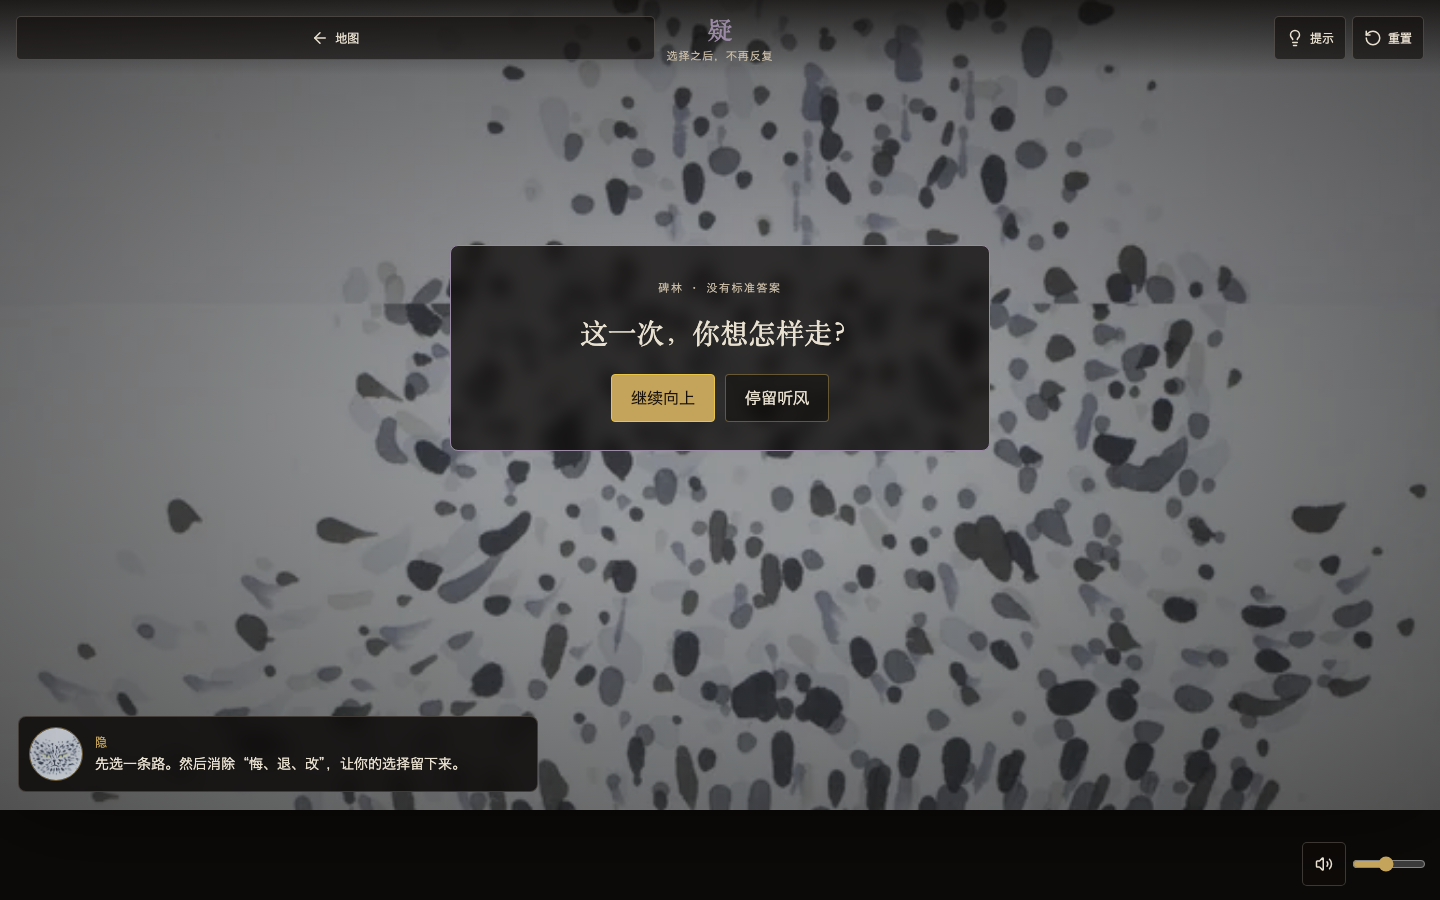 地图
疑
选择之后，不再反复
提示
重置
碑林 · 没有标准答案
这一次，你想怎样走？
继续向上
停留听风
隐
先选一条路。然后消除“悔、退、改”，让你的选择留下来。